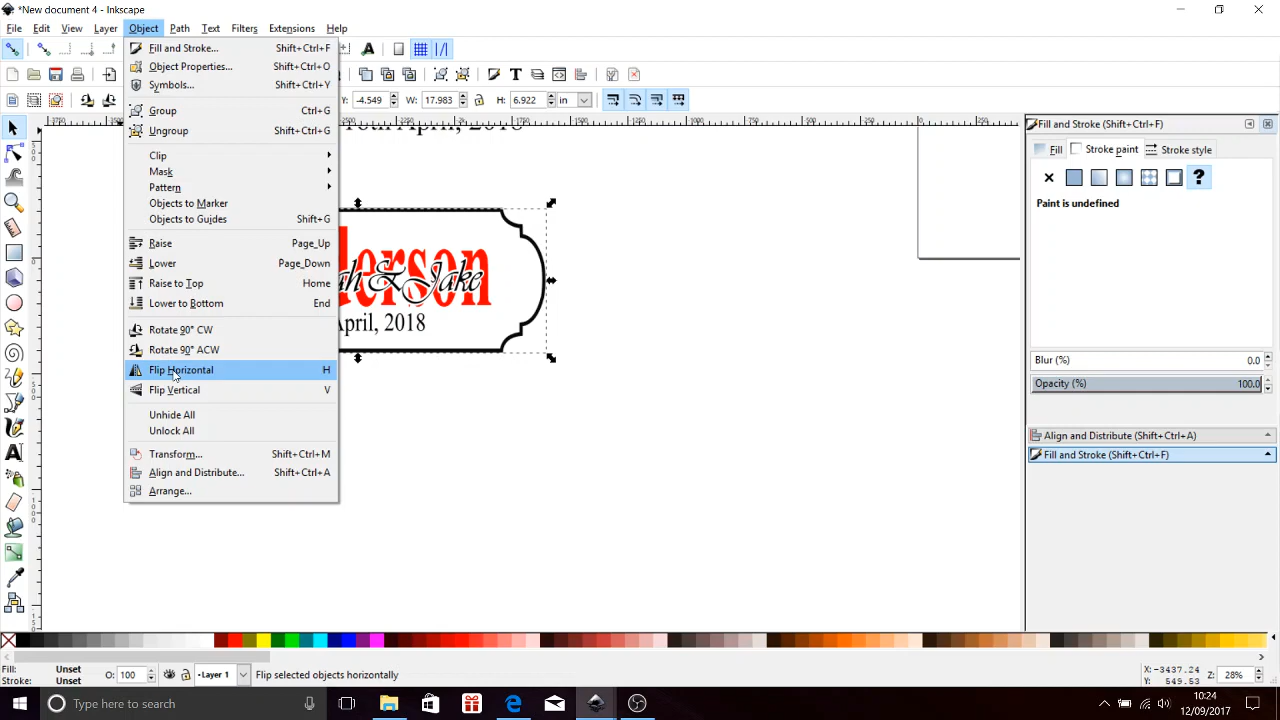 *New document 4 - Inkscape
File Edit View Layer Object Path Text Filters Extensions Help
Fill and Stroke... Shift+Ctrl+F
Object Properties... Shift+Ctrl+O
Symbols... Shift+Ctrl+Y
Group Ctrl+G
Ungroup Shift+Ctrl+G
Clip
Mask
Pattern
Objects to Marker
Objects to Guides Shift+G
Raise Page_Up
Lower Page_Down
Raise to Top Home
Lower to Bottom End
Rotate 90° CW
Rotate 90° ACW
Flip Horizontal H
Flip Vertical V
Unhide All
Unlock All
Transform... Shift+Ctrl+M
Align and Distribute... Shift+Ctrl+A
Arrange...
Y: -4.549 W: 17.983 H: 6.922 in
April, 2018
derson
ah & Jake
April, 2018
Fill and Stroke (Shift+Ctrl+F)
Fill Stroke paint Stroke style
Paint is undefined
Blur (%) 0.0
Opacity (%) 100.0
Align and Distribute (Shift+Ctrl+A)
Fill and Stroke (Shift+Ctrl+F)
Fill: Unset
Stroke: Unset
O: 100 Layer 1 Flip selected objects horizontally
X: -3437.24
Y: 549.53
Z: 28%
Type here to search
10:24
12/09/2017